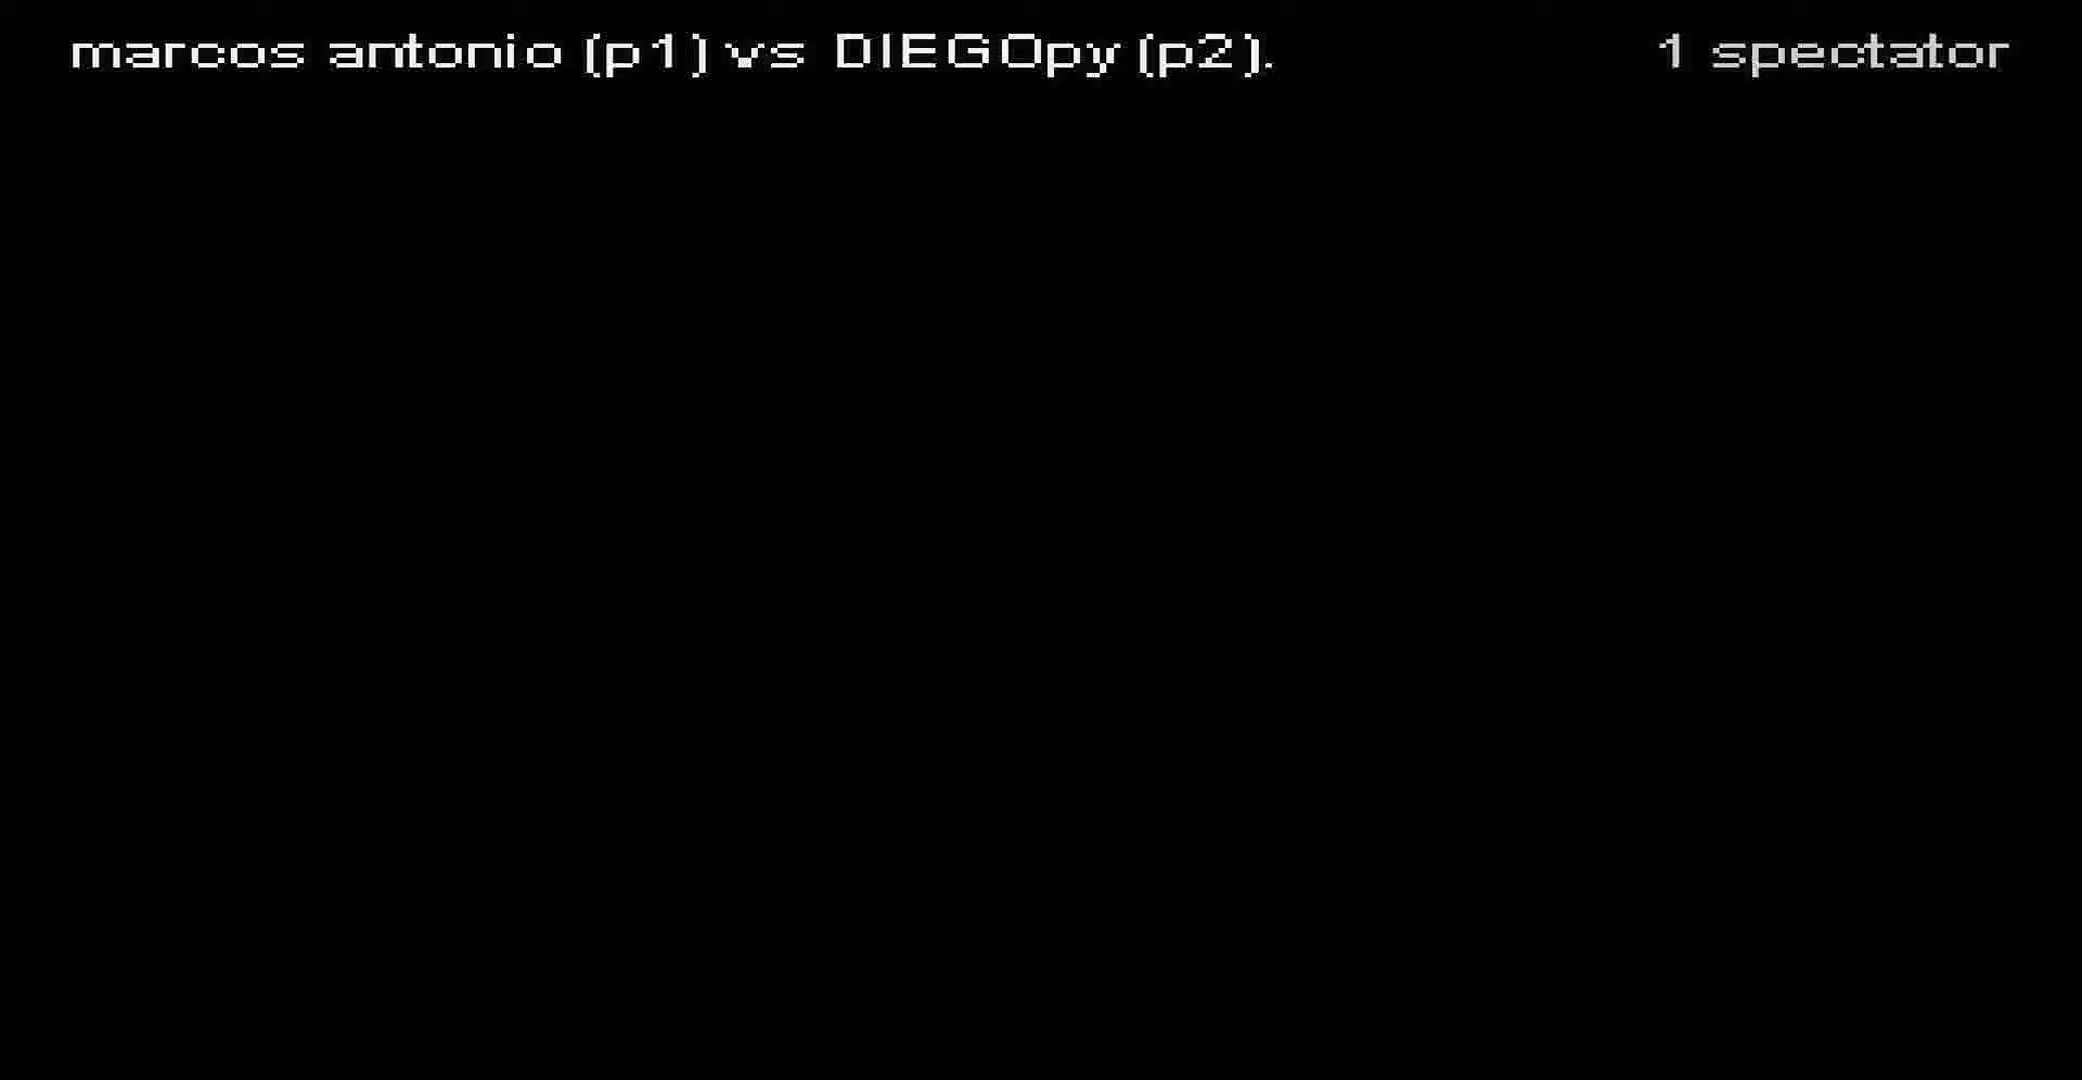 marcos antonio (p1) vs DIEGOpy (p2).
1 spectator